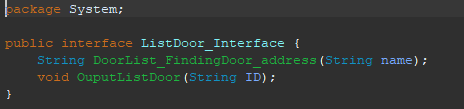 package System;
public interface ListDoor_Interface {
String DoorList_FindingDoor_address(String name);
void OuputListDoor(String ID);
}